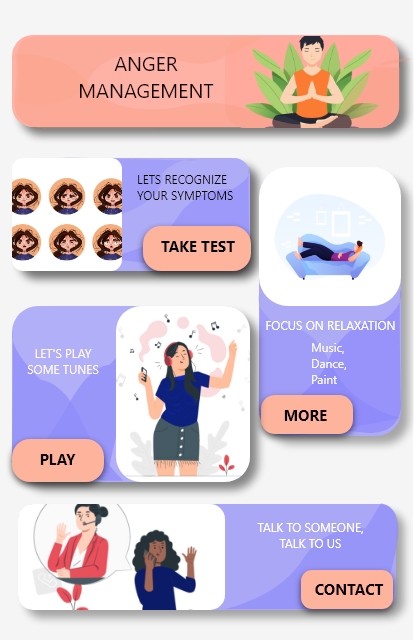 ANGER
MANAGEMENT
LETS RECOGNIZE
YOUR SYMPTOMS
TAKE TEST
FOCUS ON RELAXATION
Music,
Dance,
Paint
MORE
LET'S PLAY
SOME TUNES
PLAY
TALK TO SOMEONE,
TALK TO US
CONTACT